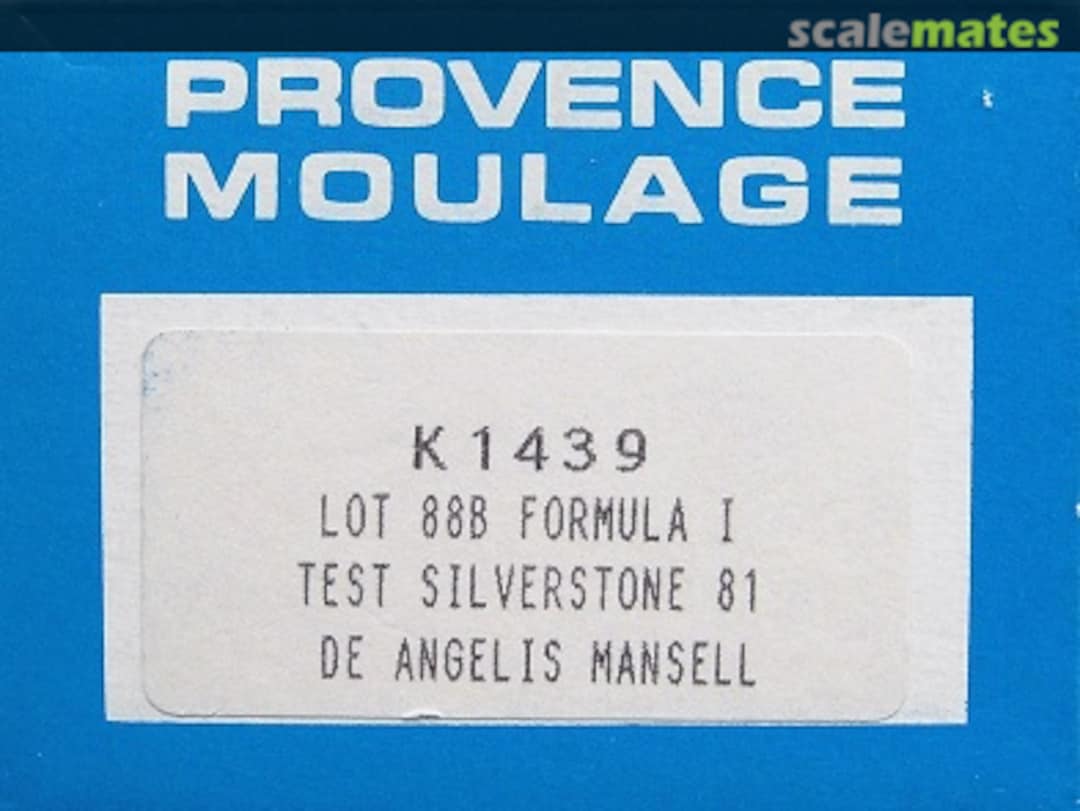 scalemates
PROVENCE
MOULAGE
K1439
LOT 88B FORMULA I
TEST SILVERSTONE 81
DE ANGELIS MANSELL